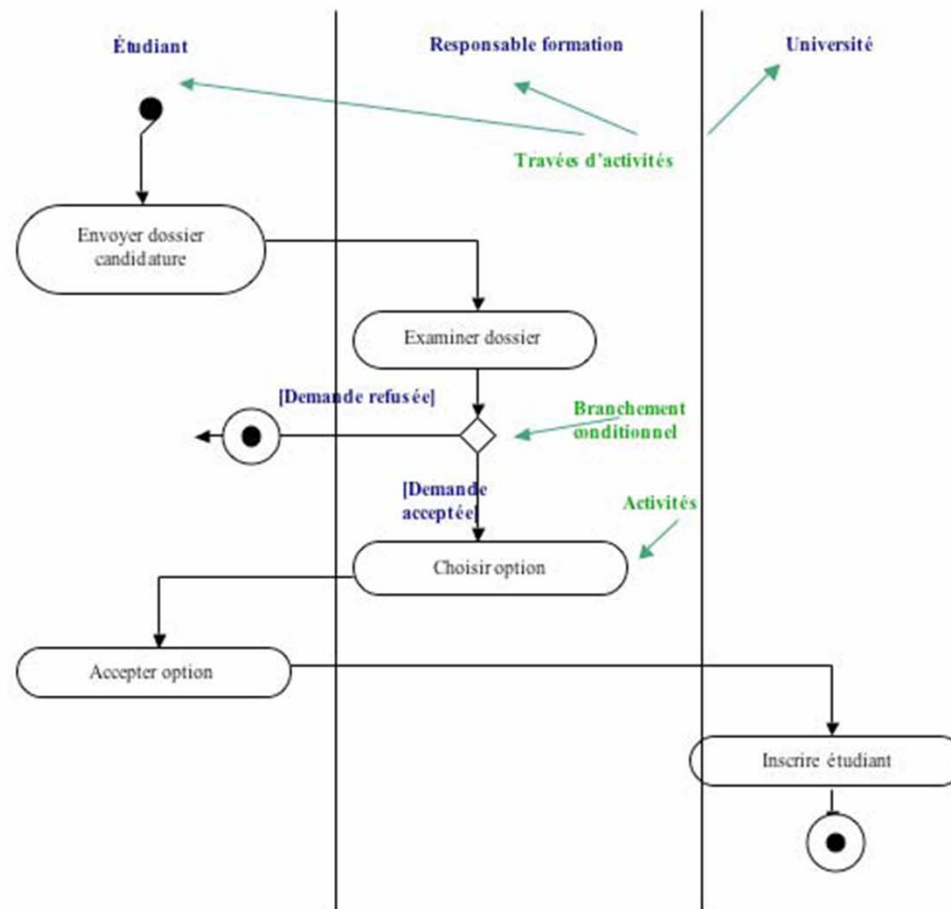 Étudiant
Responsable formation
Université
Travées d'activités
Envoyer dossier
candidature
Examiner dossier
[Demande refusée]
Branchement
conditionnel
[Demande
acceptée]
Activités
Choisir option
Accepter option
Inscrire étudiant